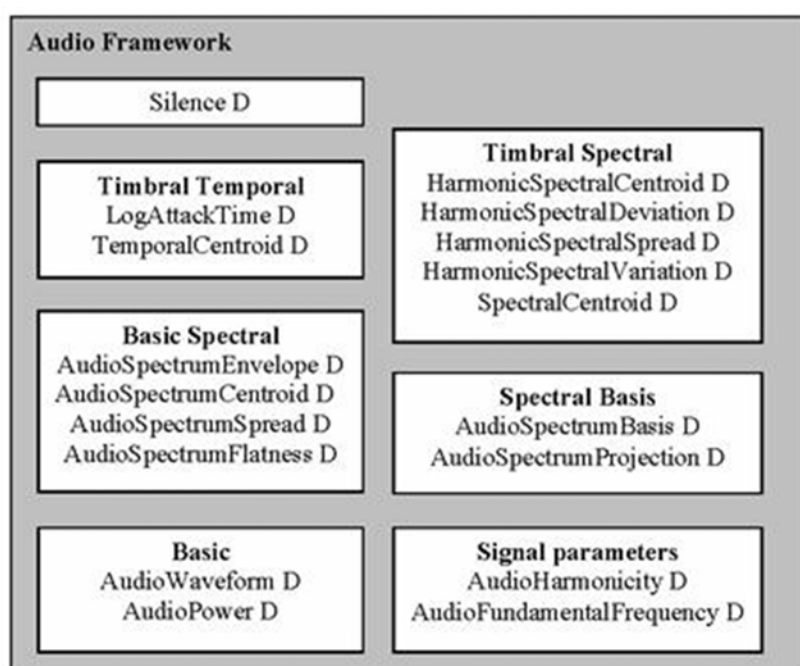 Audio Framework
Silence D
Timbral Temporal
LogAttackTime D
TemporalCentroid D
Basic Spectral
AudioSpectrumEnvelope D
AudioSpectrumCentroid D
AudioSpectrumSpread D
AudioSpectrumFlatness D
Basic
AudioWaveform D
AudioPower D
Timbral Spectral
HarmonicSpectralCentroid D
HarmonicSpectralDeviation D
HarmonicSpectralSpread D
HarmonicSpectralVariation D
SpectralCentroid D
Spectral Basis
AudioSpectrumBasis D
AudioSpectrumProjection D
Signal parameters
AudioHarmonicity D
AudioFundamentalFrequency D